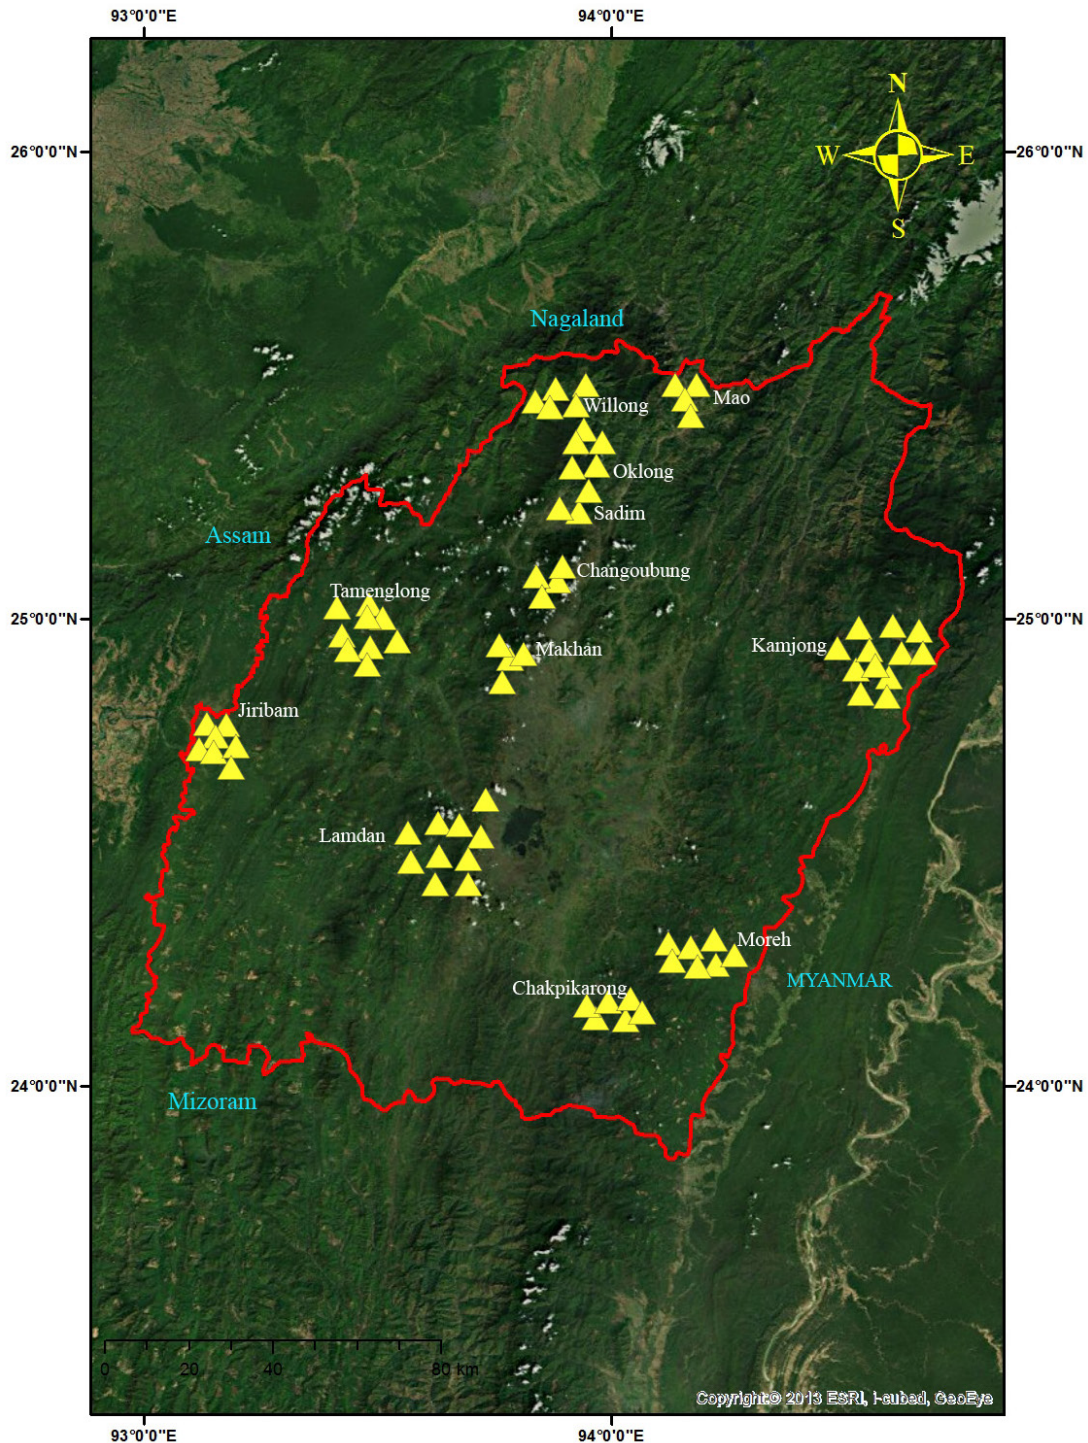 93°0'0"E
94°0'0"E
N
26°0'0"N
W
E
26°0'0"N
S
Nagaland
Willong
Mao
Oklong
Sadim
Assam
Changoubung
Tamenglong
25°0'0"N
25°0'0"N
Makhan
Kamjong
Jiribam
Lamdan
Moreh
MYANMAR
Chakpikarong
24°0'0"N
24°0'0"N
Mizoram
0 20 40 80 km
Copyright:© 2013 ESRI, i-cubed, GeoEye
93°0'0"E
94°0'0"E